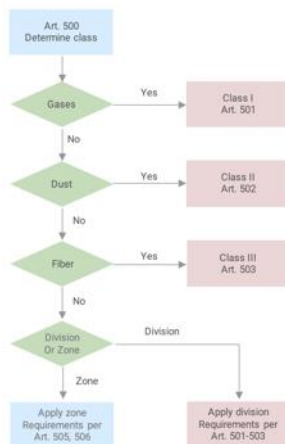 Art. 500
Determine class
Gases
Yes
Class I
Art. 501
No
Dust
Yes
Class II
Art. 502
No
Fiber
Yes
Class III
Art. 503
No
Division
Or Zone
Division
Zone
Apply zone
Requirements per
Art. 505, 506
Apply division
Requirements per
Art. 501-503